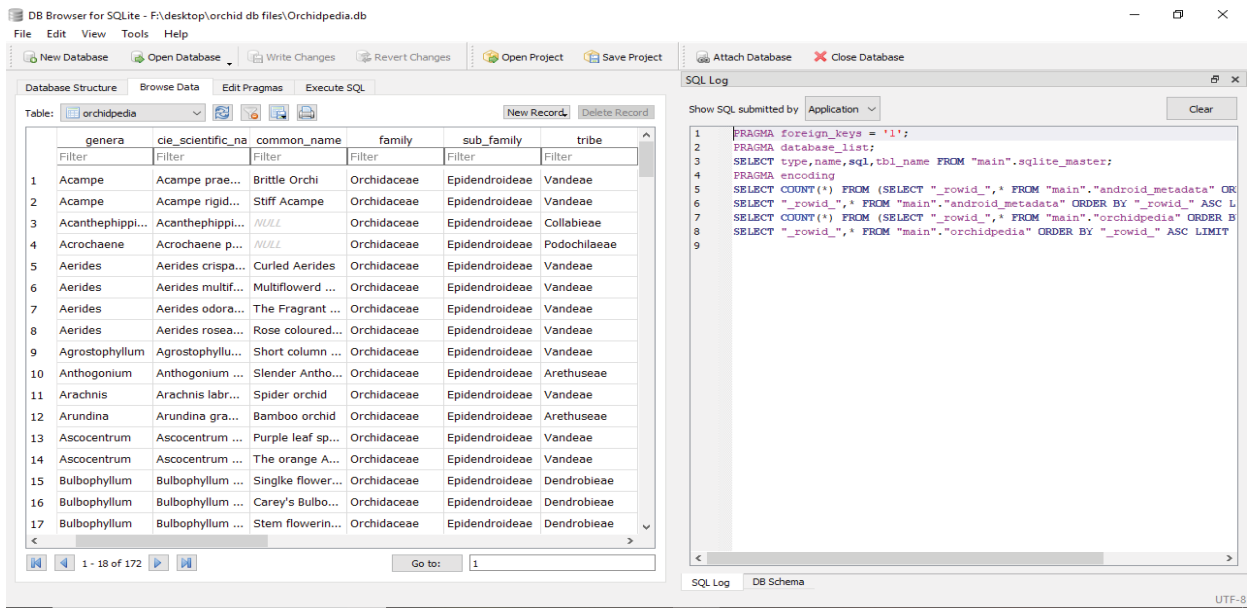 DB Browser for SQLite - F:\desktop\orchid db files\Orchidpedia.db
File Edit View Tools Help
New Database Open Database Write Changes Revert Changes Open Project Save Project Attach Database Close Database
Database Structure Browse Data Edit Pragmas Execute SQL
Table: orchidpedia New Record Delete Record
genera cie_scientific_na common_name family sub_family tribe
Filter Filter Filter Filter Filter Filter
1 Acampe Acampe prae... Brittle Orchi Orchidaceae Epidendroideae Vandeae
2 Acampe Acampe rigid... Stiff Acampe Orchidaceae Epidendroideae Vandeae
3 Acanthephippi... Acanthephippi... NULL Orchidaceae Epidendroideae Collabieae
4 Acrochaene Acrochaene p... NULL Orchidaceae Epidendroideae Podochilaeae
5 Aerides Aerides crispa... Curled Aerides Orchidaceae Epidendroideae Vandeae
6 Aerides Aerides multif... Multiflowerd ... Orchidaceae Epidendroideae Vandeae
7 Aerides Aerides odora... The Fragrant ... Orchidaceae Epidendroideae Vandeae
8 Aerides Aerides rosea... Rose coloured... Orchidaceae Epidendroideae Vandeae
9 Agrostophyllum Agrostophyllu... Short column ... Orchidaceae Epidendroideae Vandeae
10 Anthogonium Anthogonium ... Slender Antho... Orchidaceae Epidendroideae Arethuseae
11 Arachnis Arachnis labr... Spider orchid Orchidaceae Epidendroideae Vandeae
12 Arundina Arundina gra... Bamboo orchid Orchidaceae Epidendroideae Arethuseae
13 Ascocentrum Ascocentrum ... Purple leaf sp... Orchidaceae Epidendroideae Vandeae
14 Ascocentrum Ascocentrum ... The orange A... Orchidaceae Epidendroideae Vandeae
15 Bulbophyllum Bulbophyllum ... Singlke flower... Orchidaceae Epidendroideae Dendrobieae
16 Bulbophyllum Bulbophyllum ... Carey's Bulbo... Orchidaceae Epidendroideae Dendrobieae
17 Bulbophyllum Bulbophyllum ... Stem flowerin... Orchidaceae Epidendroideae Dendrobieae
1 - 18 of 172 Go to: 1
SQL Log
Show SQL submitted by Application Clear
1 PRAGMA foreign_keys = '1';
2 PRAGMA database_list;
3 SELECT type,name,sql,tbl_name FROM "main".sqlite_master;
4 PRAGMA encoding
5 SELECT COUNT(*) FROM (SELECT "_rowid_",* FROM "main"."android_metadata" OR
6 SELECT "_rowid_",* FROM "main"."android_metadata" ORDER BY "_rowid_" ASC L
7 SELECT COUNT(*) FROM (SELECT "_rowid_",* FROM "main"."orchidpedia" ORDER B
8 SELECT "_rowid_",* FROM "main"."orchidpedia" ORDER BY "_rowid_" ASC LIMIT
9
SQL Log DB Schema
UTF-8